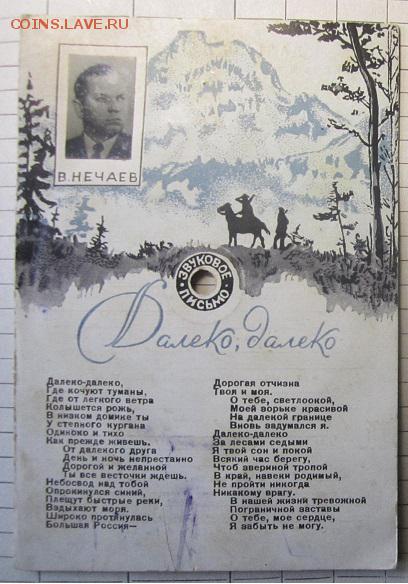 COINS.LAVE.RU
В. НЕЧАЕВ
ЗВУКОВОЕ
ПИСЬМО
Далеко, далеко
Далеко-далеко,
Где кочуют туманы,
Где от легкого ветра
Колышется рожь,
В низком домике ты
У степного кургана
Одиноко и тихо
Как прежде живешь.
От далекого друга
День и ночь непрестанно
Дорогой и желанной
Ты все весточки ждешь.
Небосвод над тобой
Опрокинулся синий,
Плещут быстрые реки,
Вздыхают моря.
Широко протянулась
Большая Россия—
Дорогая отчизна
Твоя и моя.
О тебе, светлоокой,
Моей зорьке красивой
На далекой границе
Вновь задумался я.
Далеко-далеко
За лесами седыми
Я твой сон и покой
Всякий час берегу,
Чтоб звериной тропой
В край, навеки родимый,
Не пройти никогда
Никакому врагу.
В нашей жизни тревожной
Пограничной заставы
О тебе, мое сердце,
Я забыть не могу.